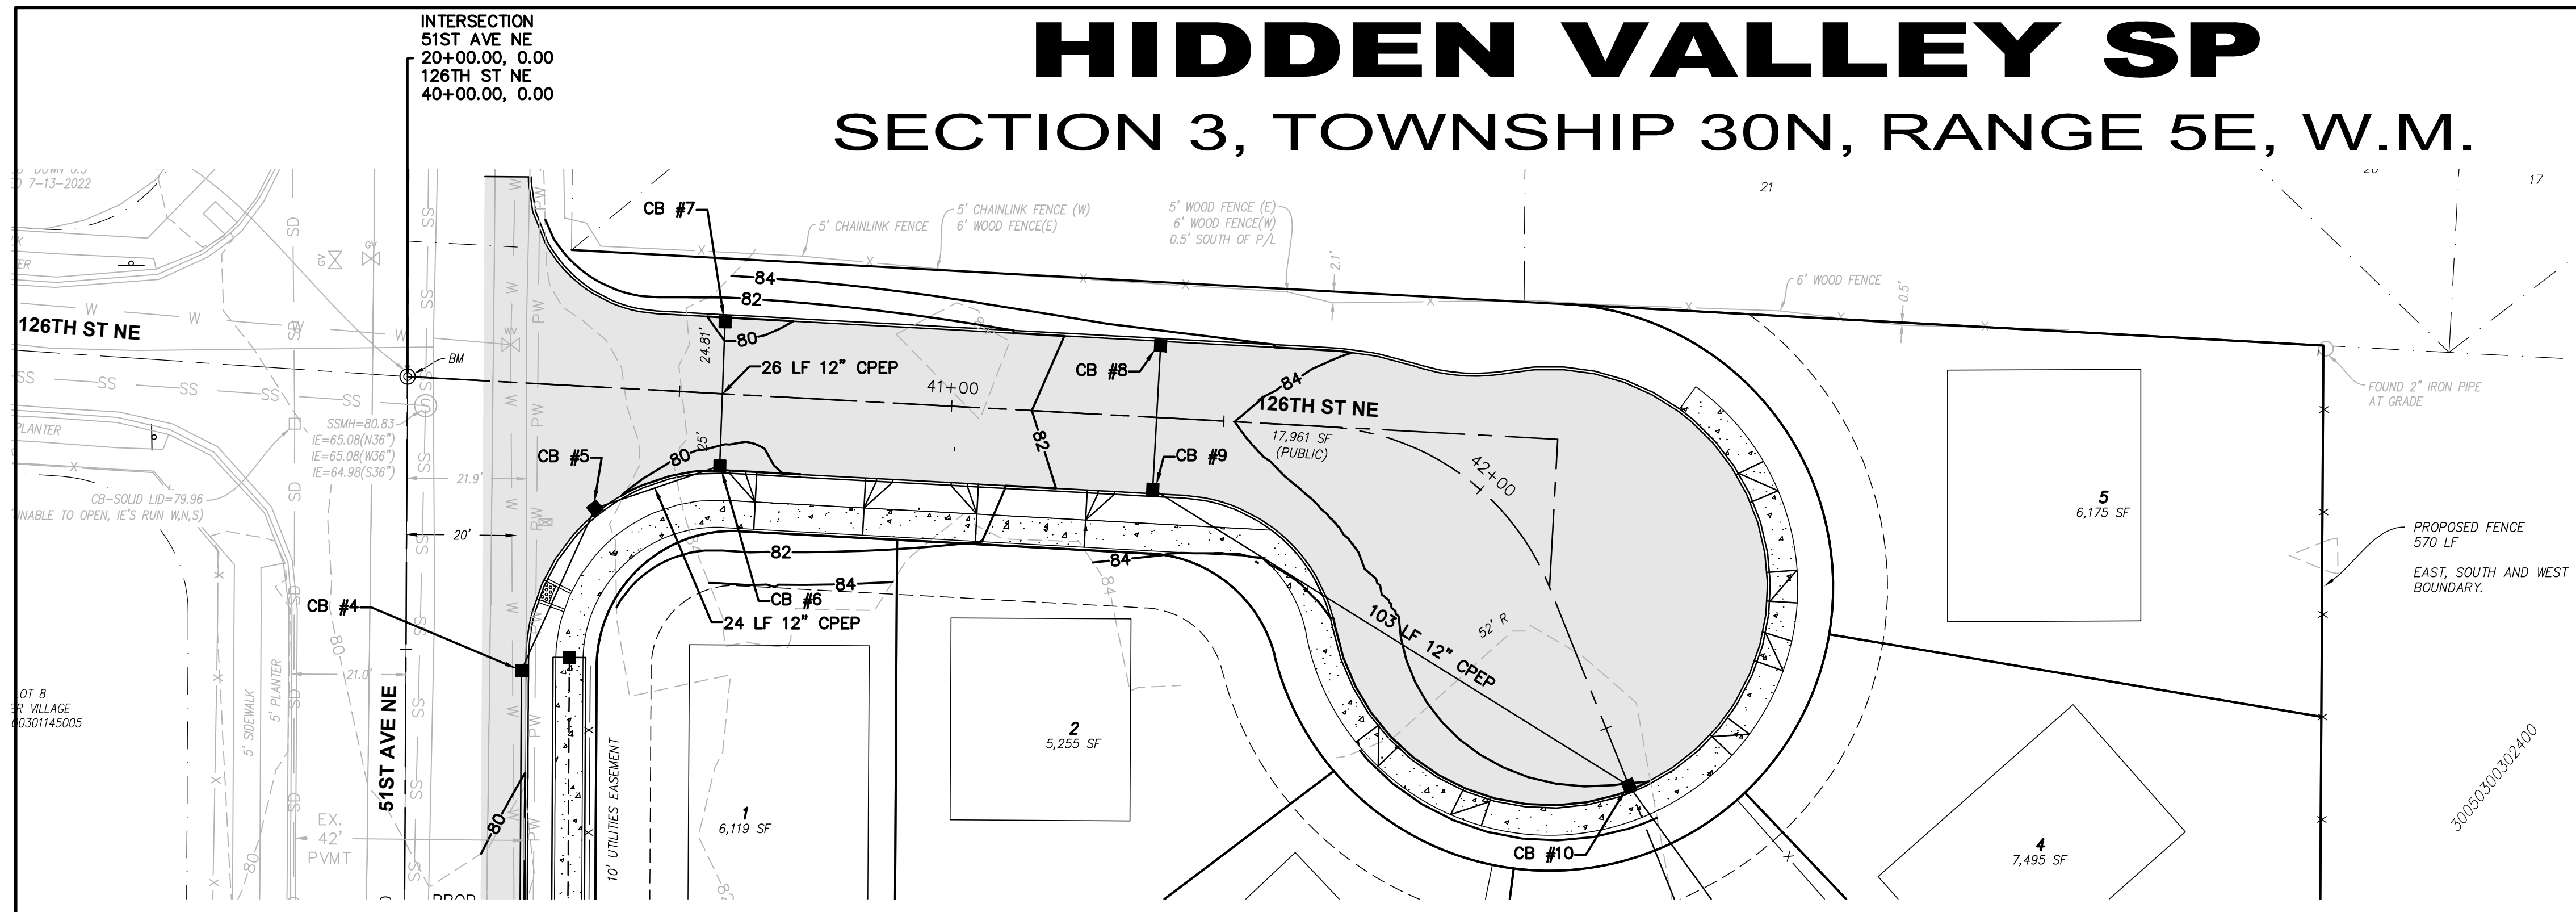 HIDDEN VALLEY SP
SECTION 3, TOWNSHIP 30N, RANGE 5E, W.M.
INTERSECTION
51ST AVE NE
20+00.00, 0.00
126TH ST NE
40+00.00, 0.00
7-13-2022
CB #7
5' CHAINLINK FENCE
5' CHAINLINK FENCE (W)
6' WOOD FENCE(E)
5' WOOD FENCE (E)
6' WOOD FENCE(W)
0.5' SOUTH OF P/L
2.1'
6' WOOD FENCE
0.5'
21
17
84
82
80
GV
GV
WV
126TH ST NE
BM
24.81'
26 LF 12" CPEP
41+00
CB #8
84
126TH ST NE
17,961 SF
(PUBLIC)
42+00
82
25'
80
CB #5
CB #9
SSMH=80.83
IE=65.08(N36")
IE=65.08(W36")
IE=64.98(S36")
PLANTER
21.9'
CB-SOLID LID=79.96
UNABLE TO OPEN, IE'S RUN W,N,S)
20'
FOUND 2" IRON PIPE
AT GRADE
5
6,175 SF
PROPOSED FENCE
570 LF
EAST, SOUTH AND WEST
BOUNDARY.
82
84
84
84
CB #6
24 LF 12" CPEP
CB #4
103 LF 12" CPEP
52' R
80
21.0'
LOT 8
VILLAGE
00301145005
5' SIDEWALK
5' PLANTER
51ST AVE NE
EX.
42'
PVMT
80
80
10' UTILITIES EASEMENT
1
6,119 SF
2
5,255 SF
CB #10
4
7,495 SF
30050300302400
SS
SD
W
PW